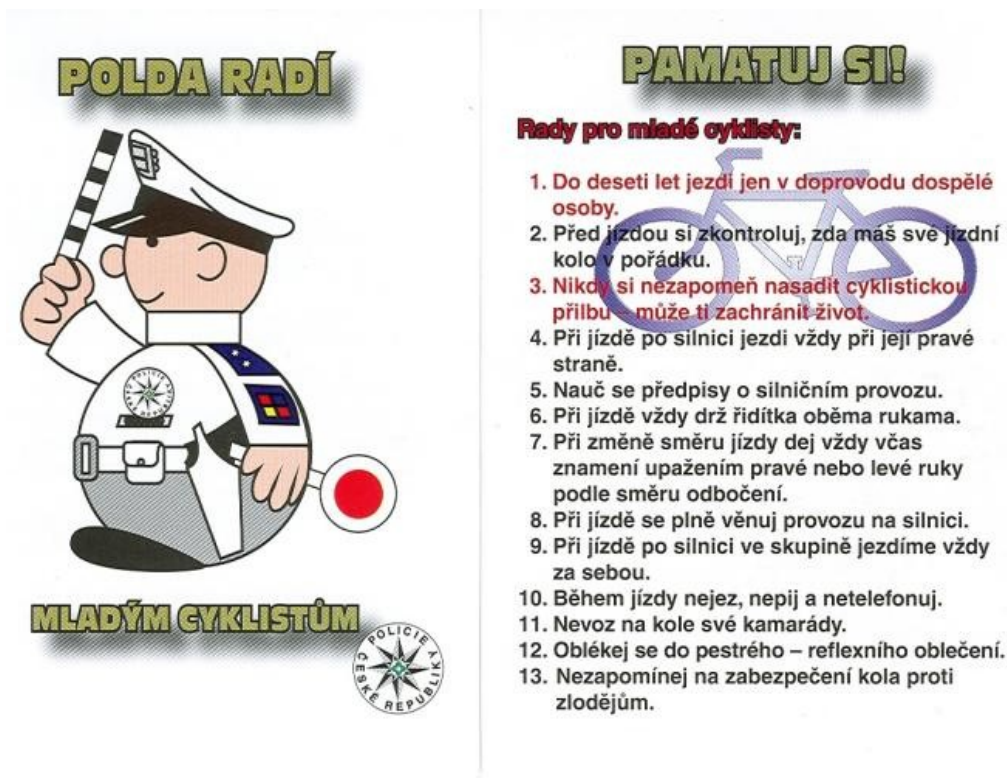 POLDA RADÍ
MLADÝM CYKLISTŮM
POLICIE
ČESKÉ REPUBLIKY
PAMATUJ SI!
Rady pro mladé cyklisty:
1. Do deseti let jezdi jen v doprovodu dospělé
osoby.
2. Před jízdou si zkontroluj, zda máš své jízdní
kolo v pořádku.
3. Nikdy si nezapomeň nasadit cyklistickou
přilbu – může ti zachránit život.
4. Při jízdě po silnici jezdi vždy při její pravé
straně.
5. Nauč se předpisy o silničním provozu.
6. Při jízdě vždy drž řidítka oběma rukama.
7. Při změně směru jízdy dej vždy včas
znamení upažením pravé nebo levé ruky
podle směru odbočení.
8. Při jízdě se plně věnuj provozu na silnici.
9. Při jízdě po silnici ve skupině jezdíme vždy
za sebou.
10. Během jízdy nejez, nepij a netelefonuj.
11. Nevoz na kole své kamarády.
12. Oblékej se do pestrého – reflexního oblečení.
13. Nezapomínej na zabezpečení kola proti
zlodějům.